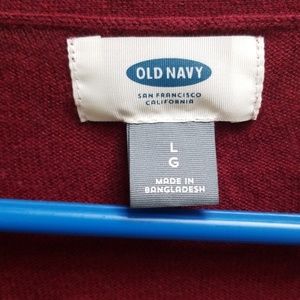 OLD NAVY
SAN FRANCISCO
CALIFORNIA
L
G
MADE IN
BANGLADESH